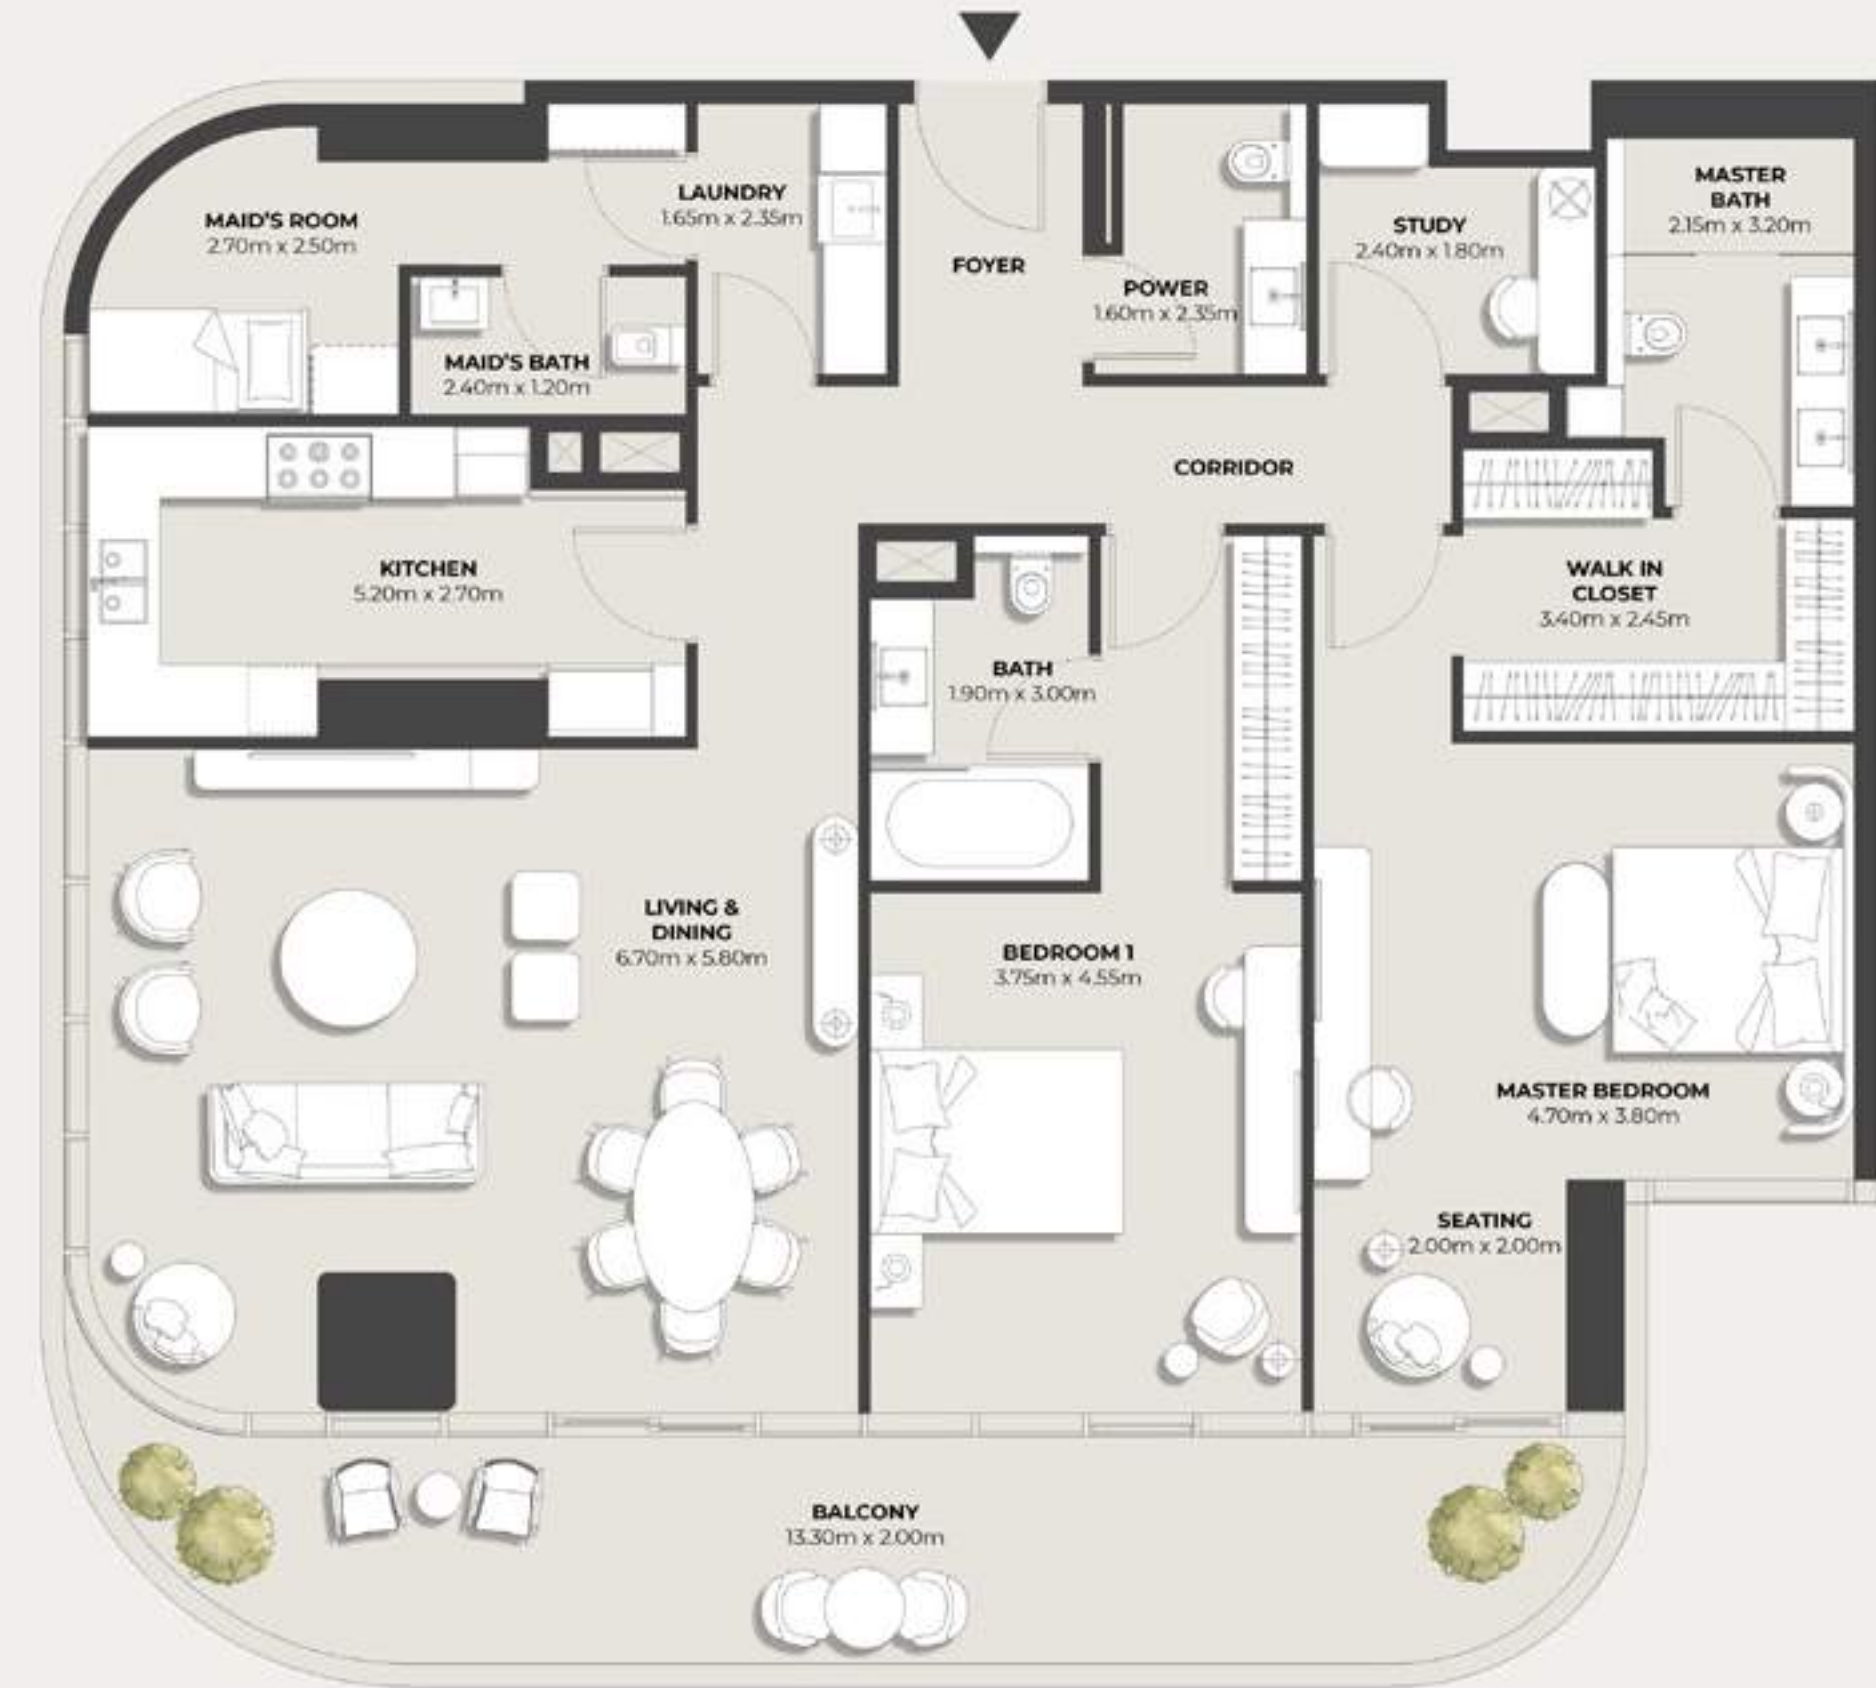 MAID'S ROOM
2.70m x 2.50m
LAUNDRY
1.65m x 2.35m
FOYER
POWER
1.60m x 2.35m
STUDY
2.40m x 1.80m
MASTER
BATH
2.15m x 3.20m
MAID'S BATH
2.40m x 1.20m
CORRIDOR
KITCHEN
5.20m x 2.70m
BATH
1.90m x 3.00m
WALK IN
CLOSET
3.40m x 2.45m
LIVING &
DINING
6.70m x 5.80m
BEDROOM 1
3.75m x 4.55m
MASTER BEDROOM
4.70m x 3.80m
SEATING
2.00m x 2.00m
BALCONY
13.30m x 2.00m